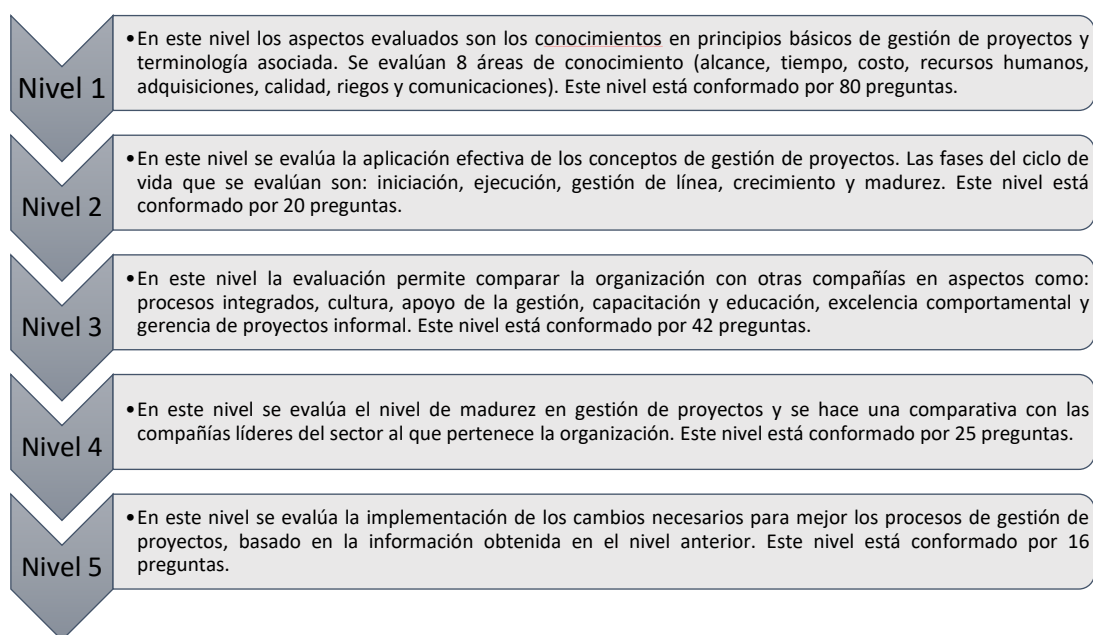 Nivel 1
•En este nivel los aspectos evaluados son los conocimientos en principios básicos de gestión de proyectos y
terminología asociada. Se evalúan 8 áreas de conocimiento (alcance, tiempo, costo, recursos humanos,
adquisiciones, calidad, riegos y comunicaciones). Este nivel está conformado por 80 preguntas.
Nivel 2
•En este nivel se evalúa la aplicación efectiva de los conceptos de gestión de proyectos. Las fases del ciclo de
vida que se evalúan son: iniciación, ejecución, gestión de línea, crecimiento y madurez. Este nivel está
conformado por 20 preguntas.
Nivel 3
•En este nivel la evaluación permite comparar la organización con otras compañías en aspectos como:
procesos integrados, cultura, apoyo de la gestión, capacitación y educación, excelencia comportamental y
gerencia de proyectos informal. Este nivel está conformado por 42 preguntas.
Nivel 4
•En este nivel se evalúa el nivel de madurez en gestión de proyectos y se hace una comparativa con las
compañías líderes del sector al que pertenece la organización. Este nivel está conformado por 25 preguntas.
Nivel 5
•En este nivel se evalúa la implementación de los cambios necesarios para mejor los procesos de gestión de
proyectos, basado en la información obtenida en el nivel anterior. Este nivel está conformado por 16
preguntas.